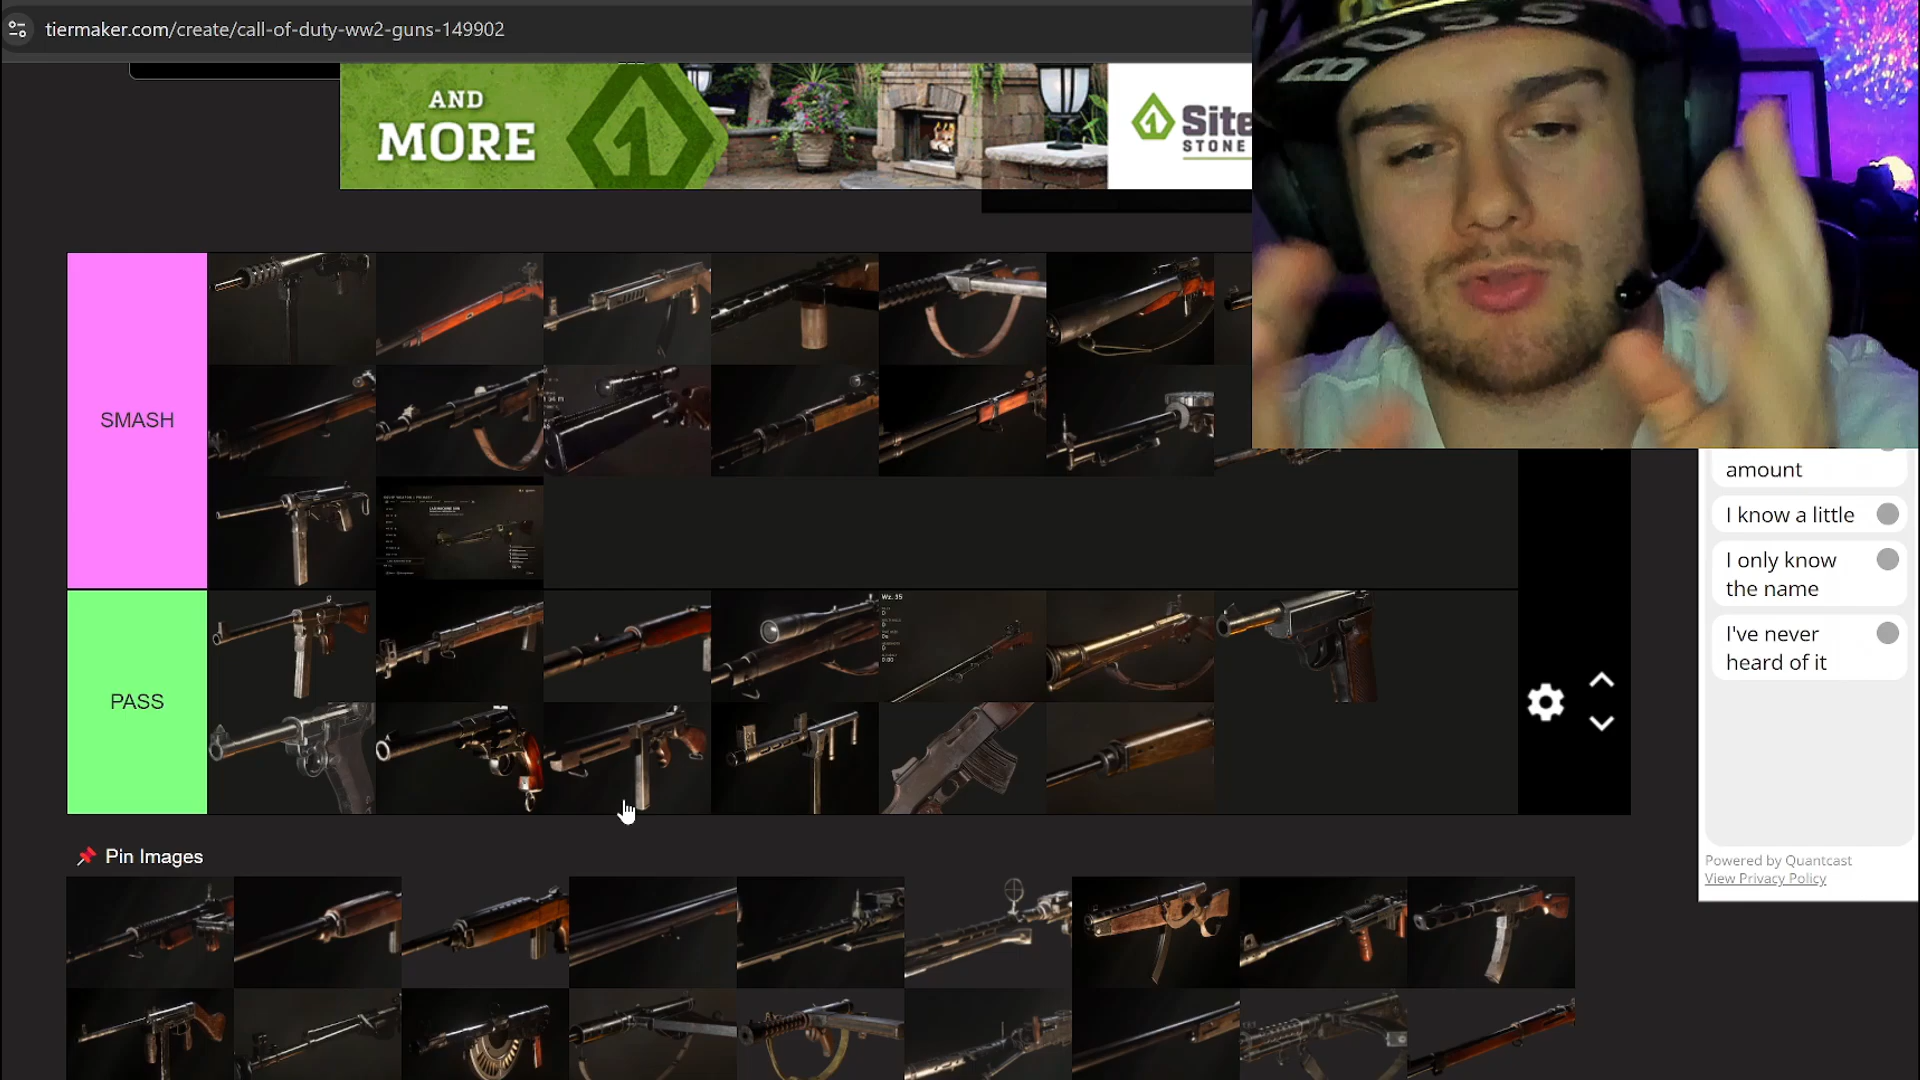 tiermaker.com/create/call-of-duty-ww2-guns-149902
BOSS
AND
MORE
1
Site
STONE
SMASH
amount
I know a little
I only know
the name
I've never
heard of it
Wz. 35
PASS
Pin Images
Powered by Quantcast
View Privacy Policy